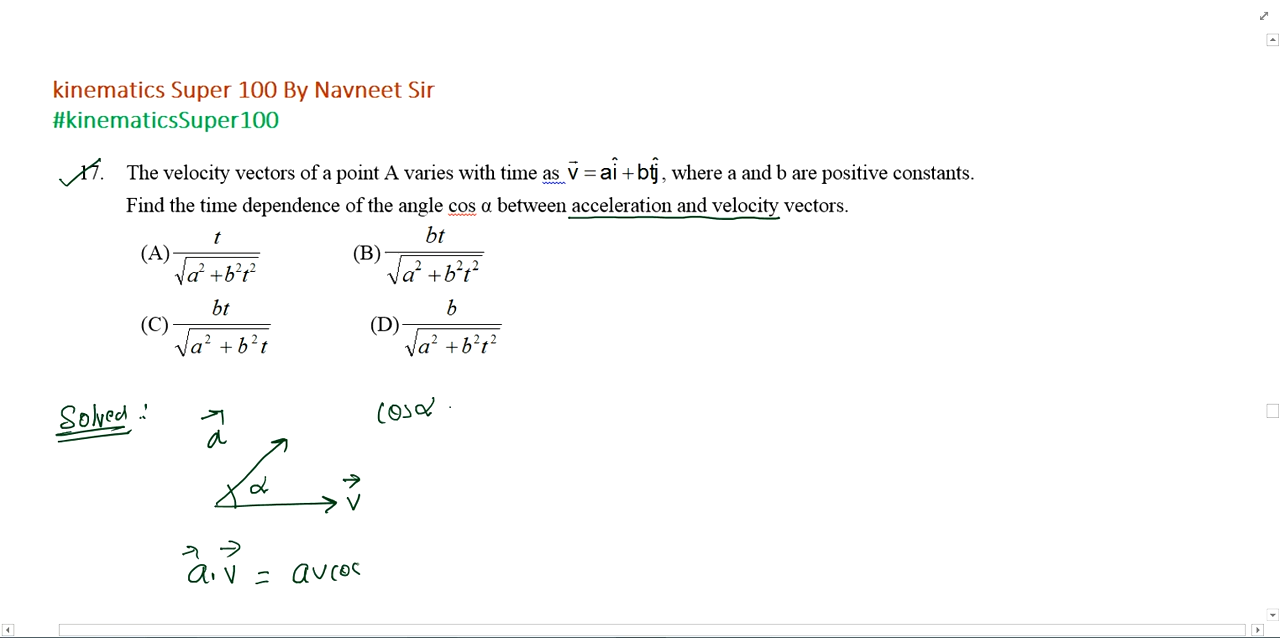 kinematics Super 100 By Navneet Sir
#kinematicsSuper100
17. The velocity vectors of a point A varies with time as v⃗ = aî + btĵ, where a and b are positive constants.
Find the time dependence of the angle cos α between acceleration and velocity vectors.
(A) t/√(a² + b²t²) (B) bt/√(a² + b²t²)
(C) bt/√(a² + b²t) (D) b/√(a² + b²t²)
Solved : a⃗ cos α
α v⃗
a⃗ . v⃗ = av cos